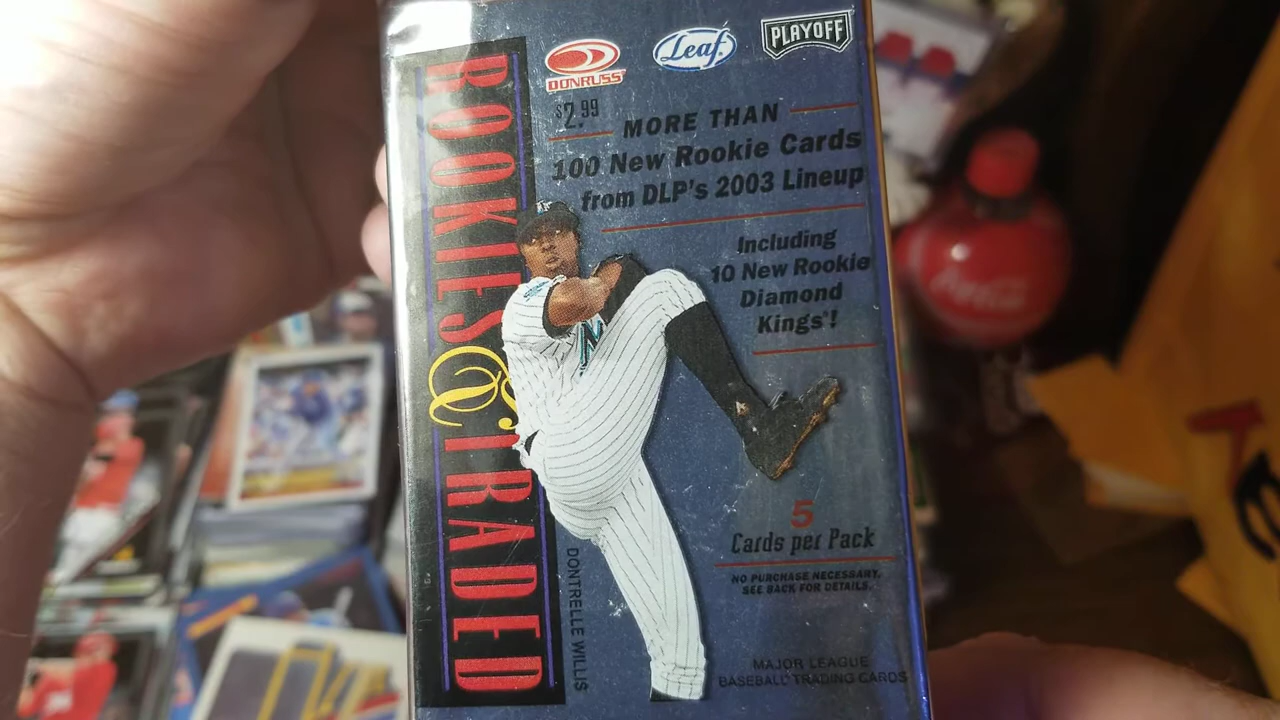 DONRUSS
Leaf
PLAYOFF
ROOKIES & TRADED
$2.99
MORE THAN
100 New Rookie Cards
from DLP's 2003 Lineup
Including
10 New Rookie
Diamond
Kings®!
5
Cards per Pack
NO PURCHASE NECESSARY.
SEE BACK FOR DETAILS.
DONTRELLE WILLIS
MAJOR LEAGUE
BASEBALL TRADING CARDS
Coca-Cola